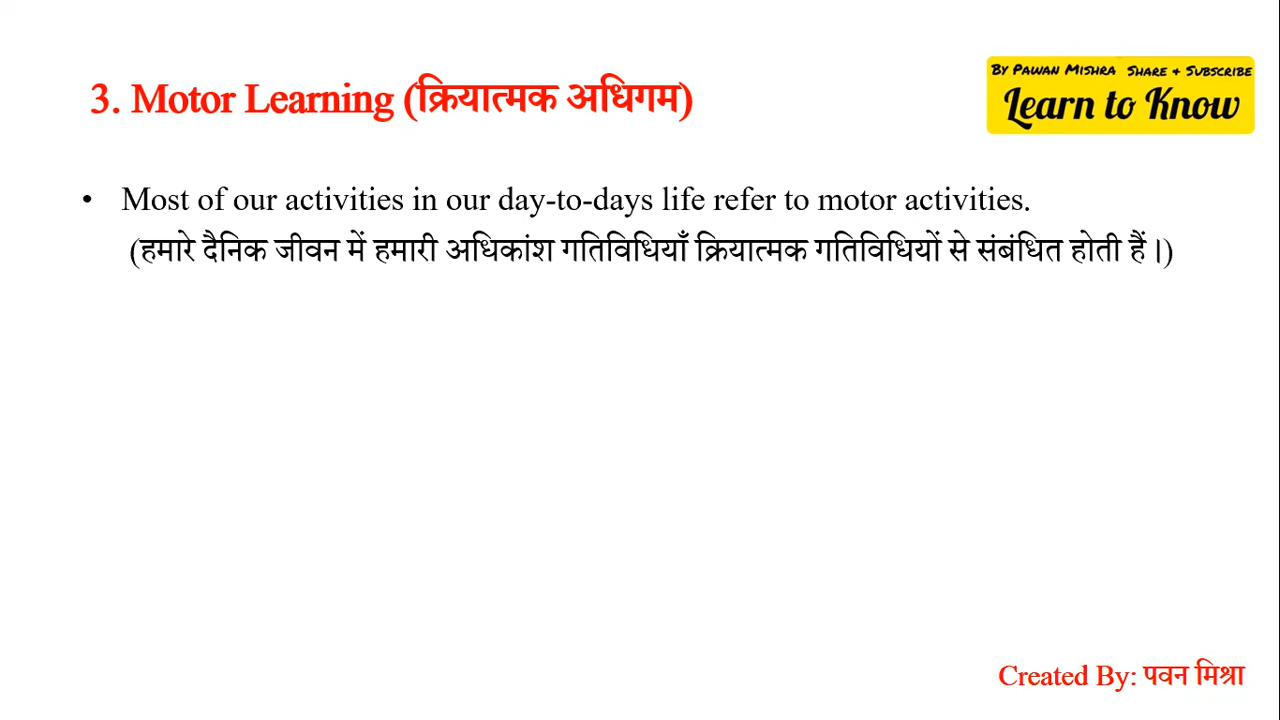 3. Motor Learning (क्रियात्मक अधिगम)
By Pawan Mishra Share + Subscribe
Learn to Know
• Most of our activities in our day-to-days life refer to motor activities.
(हमारे दैनिक जीवन में हमारी अधिकांश गतिविधियाँ क्रियात्मक गतिविधियों से संबंधित होती हैं।)
Created By: पवन मिश्रा